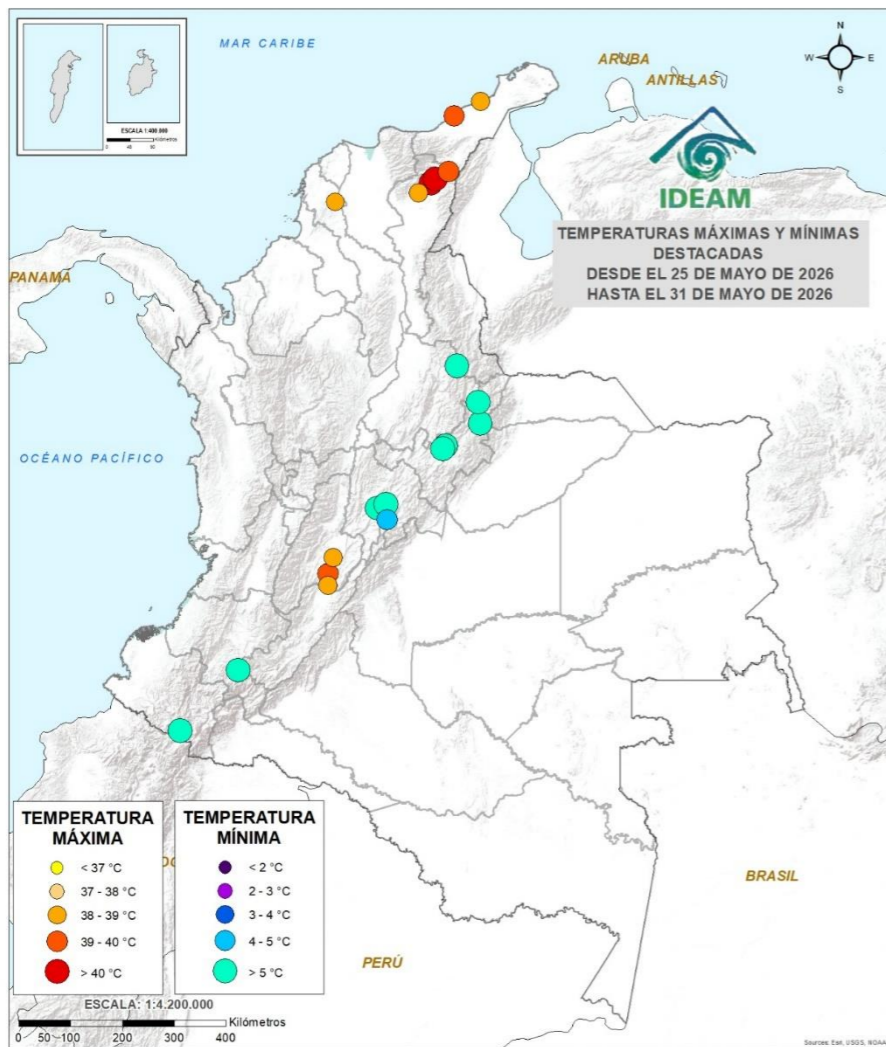 MAR CARIBE
ARUBA
ANTILLAS
N
W
E
S
ESCALA 1:400.000
Kilómetros
IDEAM
TEMPERATURAS MÁXIMAS Y MÍNIMAS
DESTACADAS
DESDE EL 25 DE MAYO DE 2026
HASTA EL 31 DE MAYO DE 2026
PANAMÁ
OCÉANO PACÍFICO
TEMPERATURA
MÁXIMA
< 37 °C
37 - 38 °C
38 - 39 °C
39 - 40 °C
> 40 °C
TEMPERATURA
MÍNIMA
< 2 °C
2 - 3 °C
3 - 4 °C
4 - 5 °C
> 5 °C
BRASIL
PERÚ
ESCALA: 1:4.200.000
Kilómetros
0 50 100 200 300 400
Sources: Esri, USGS, NOAA